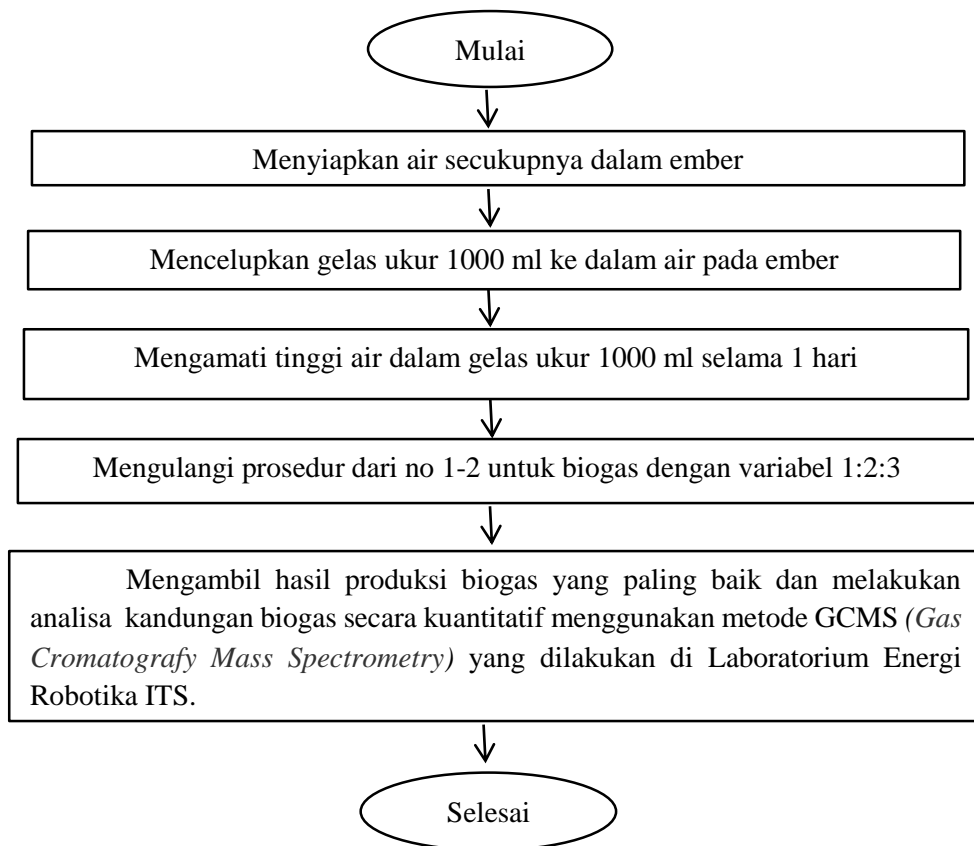 Mulai
Menyiapkan air secukupnya dalam ember
Mencelupkan gelas ukur 1000 ml ke dalam air pada ember
Mengamati tinggi air dalam gelas ukur 1000 ml selama 1 hari
Mengulangi prosedur dari no 1-2 untuk biogas dengan variabel 1:2:3
Mengambil hasil produksi biogas yang paling baik dan melakukan
analisa kandungan biogas secara kuantitatif menggunakan metode GCMS (Gas
Cromatografy Mass Spectrometry) yang dilakukan di Laboratorium Energi
Robotika ITS.
Selesai